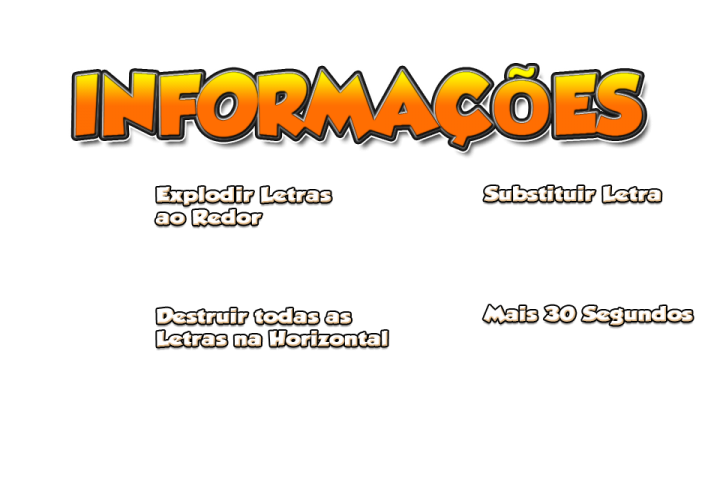 INFORMAÇÕES
Explodir Letras
ao Redor
Substituir Letra
Destruir todas as
Letras na Horizontal
Mais 30 Segundos